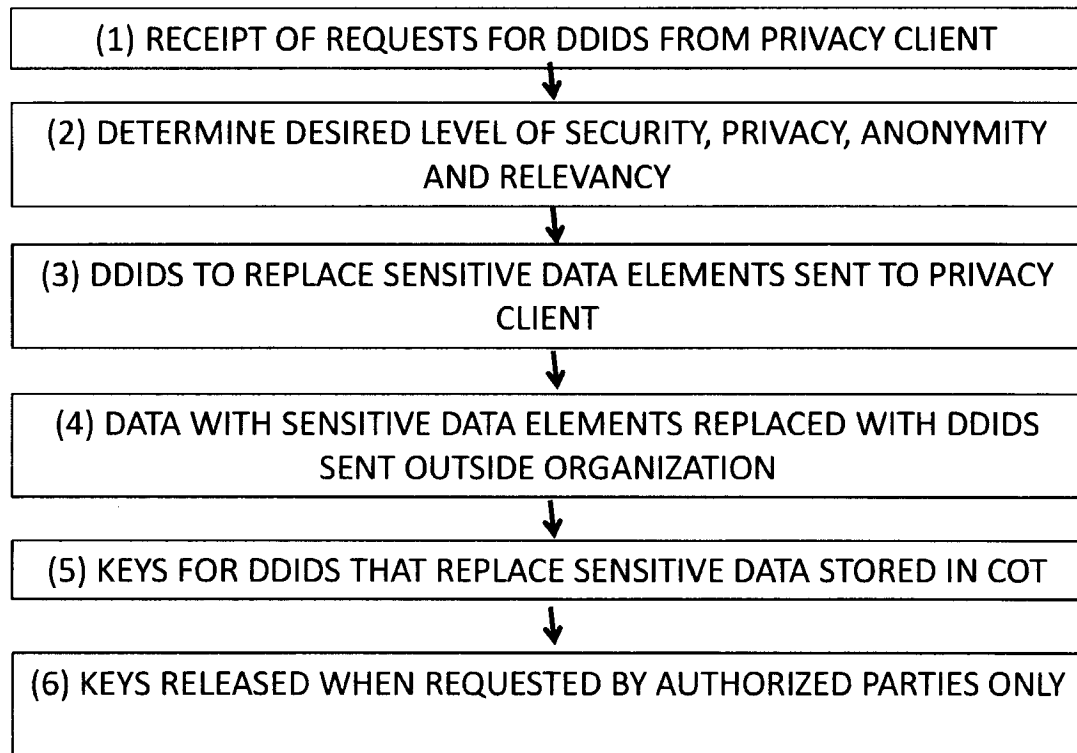 (1) RECEIPT OF REQUESTS FOR DDIDS FROM PRIVACY CLIENT
(2) DETERMINE DESIRED LEVEL OF SECURITY, PRIVACY, ANONYMITY
AND RELEVANCY
(3) DDIDS TO REPLACE SENSITIVE DATA ELEMENTS SENT TO PRIVACY
CLIENT
(4) DATA WITH SENSITIVE DATA ELEMENTS REPLACED WITH DDIDS
SENT OUTSIDE ORGANIZATION
(5) KEYS FOR DDIDS THAT REPLACE SENSITIVE DATA STORED IN COT
(6) KEYS RELEASED WHEN REQUESTED BY AUTHORIZED PARTIES ONLY